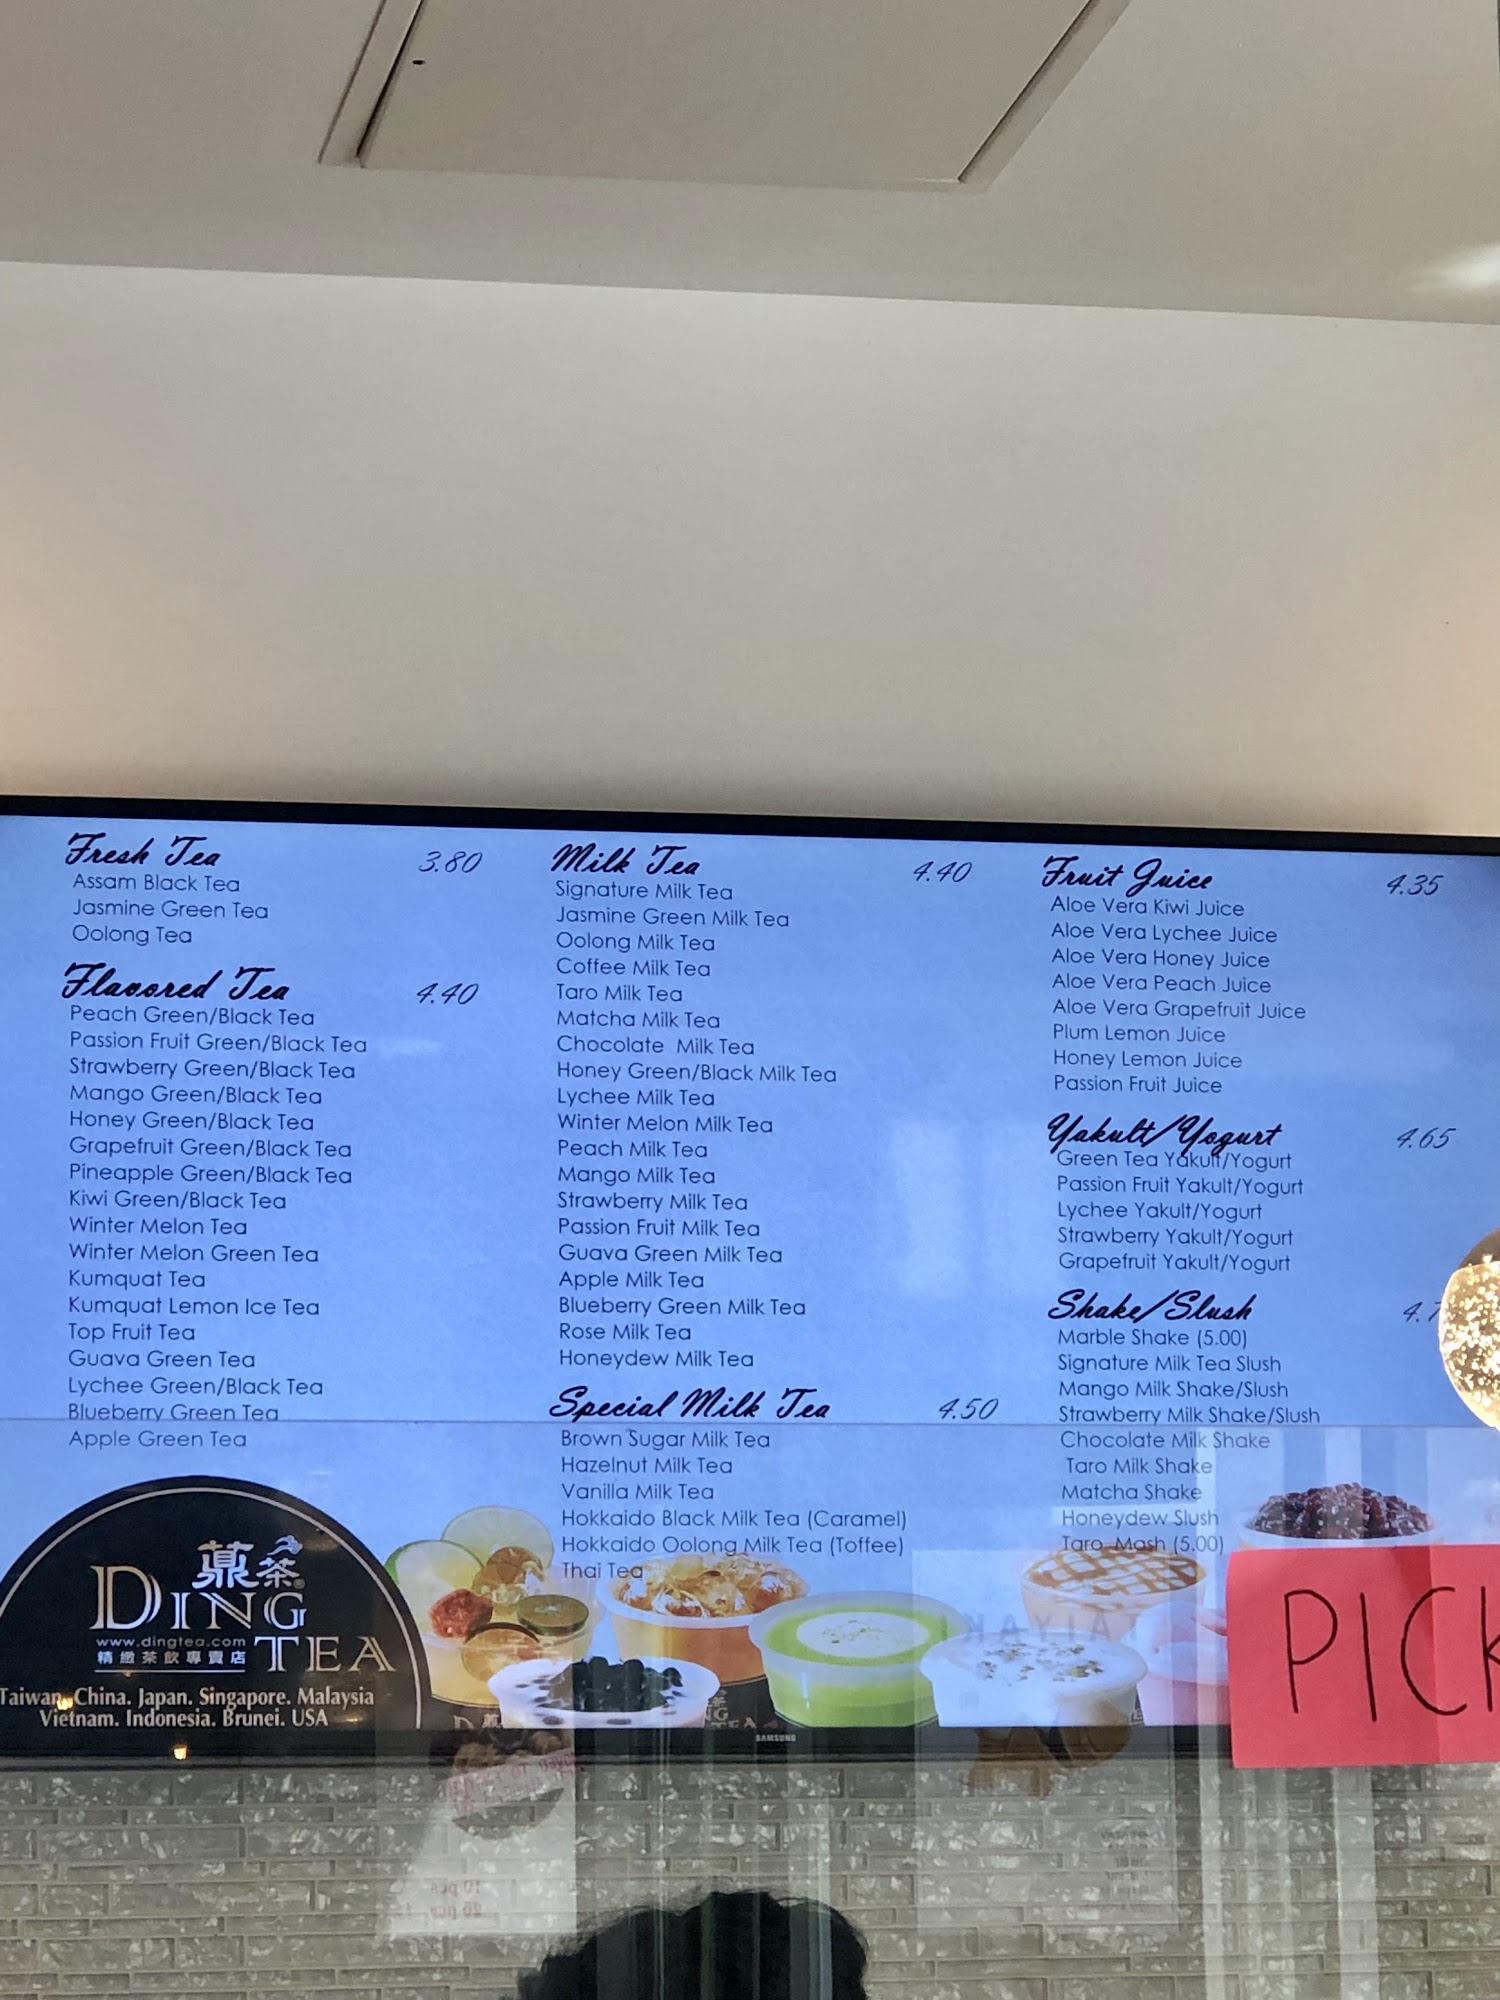 Fresh Tea 3.80
Assam Black Tea
Jasmine Green Tea
Oolong Tea
Flavored Tea 4.40
Peach Green/Black Tea
Passion Fruit Green/Black Tea
Strawberry Green/Black Tea
Mango Green/Black Tea
Honey Green/Black Tea
Grapefruit Green/Black Tea
Pineapple Green/Black Tea
Kiwi Green/Black Tea
Winter Melon Tea
Winter Melon Green Tea
Kumquat Tea
Kumquat Lemon Ice Tea
Top Fruit Tea
Guava Green Tea
Lychee Green/Black Tea
Blueberry Green Tea
Apple Green Tea
Milk Tea 4.40
Signature Milk Tea
Jasmine Green Milk Tea
Oolong Milk Tea
Coffee Milk Tea
Taro Milk Tea
Matcha Milk Tea
Chocolate Milk Tea
Honey Green/Black Milk Tea
Lychee Milk Tea
Winter Melon Milk Tea
Peach Milk Tea
Mango Milk Tea
Strawberry Milk Tea
Passion Fruit Milk Tea
Guava Green Milk Tea
Apple Milk Tea
Blueberry Green Milk Tea
Rose Milk Tea
Honeydew Milk Tea
Special Milk Tea 4.50
Brown Sugar Milk Tea
Hazelnut Milk Tea
Vanilla Milk Tea
Hokkaido Black Milk Tea (Caramel)
Hokkaido Oolong Milk Tea (Toffee)
Thai Tea
Fruit Juice 4.35
Aloe Vera Kiwi Juice
Aloe Vera Lychee Juice
Aloe Vera Honey Juice
Aloe Vera Peach Juice
Aloe Vera Grapefruit Juice
Plum Lemon Juice
Honey Lemon Juice
Passion Fruit Juice
Yakult/Yogurt 4.65
Green Tea Yakult/Yogurt
Passion Fruit Yakult/Yogurt
Lychee Yakult/Yogurt
Strawberry Yakult/Yogurt
Grapefruit Yakult/Yogurt
Shake/Slush
Marble Shake (5.00)
Signature Milk Tea Slush
Mango Milk Shake/Slush
Strawberry Milk Shake/Slush
Chocolate Milk Shake
Taro Milk Shake
Matcha Shake
Honeydew Slush
Taro Mash (5.00)
薡茶®
DING
www.dingtea.com
TEA
精緻茶飲專賣店
Taiwan. China. Japan. Singapore. Malaysia
Vietnam. Indonesia. Brunei. USA
SAMSUNG
PICK